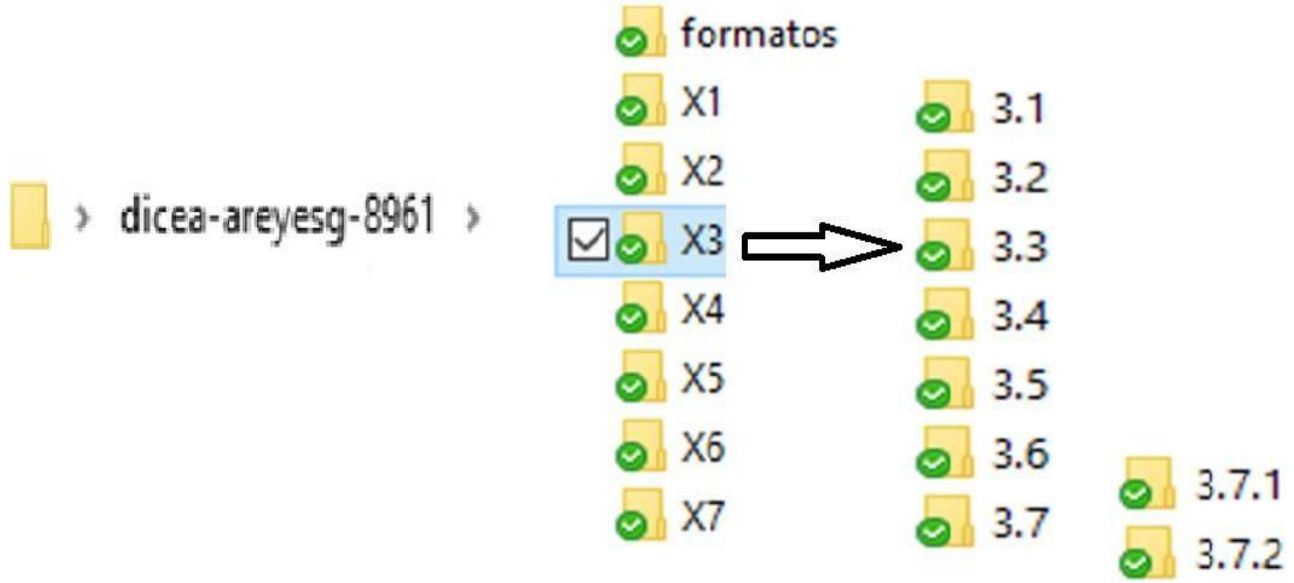 dicea-areyesg-8961
formatos
X1
X2
X3
X4
X5
X6
X7
3.1
3.2
3.3
3.4
3.5
3.6
3.7
3.7.1
3.7.2